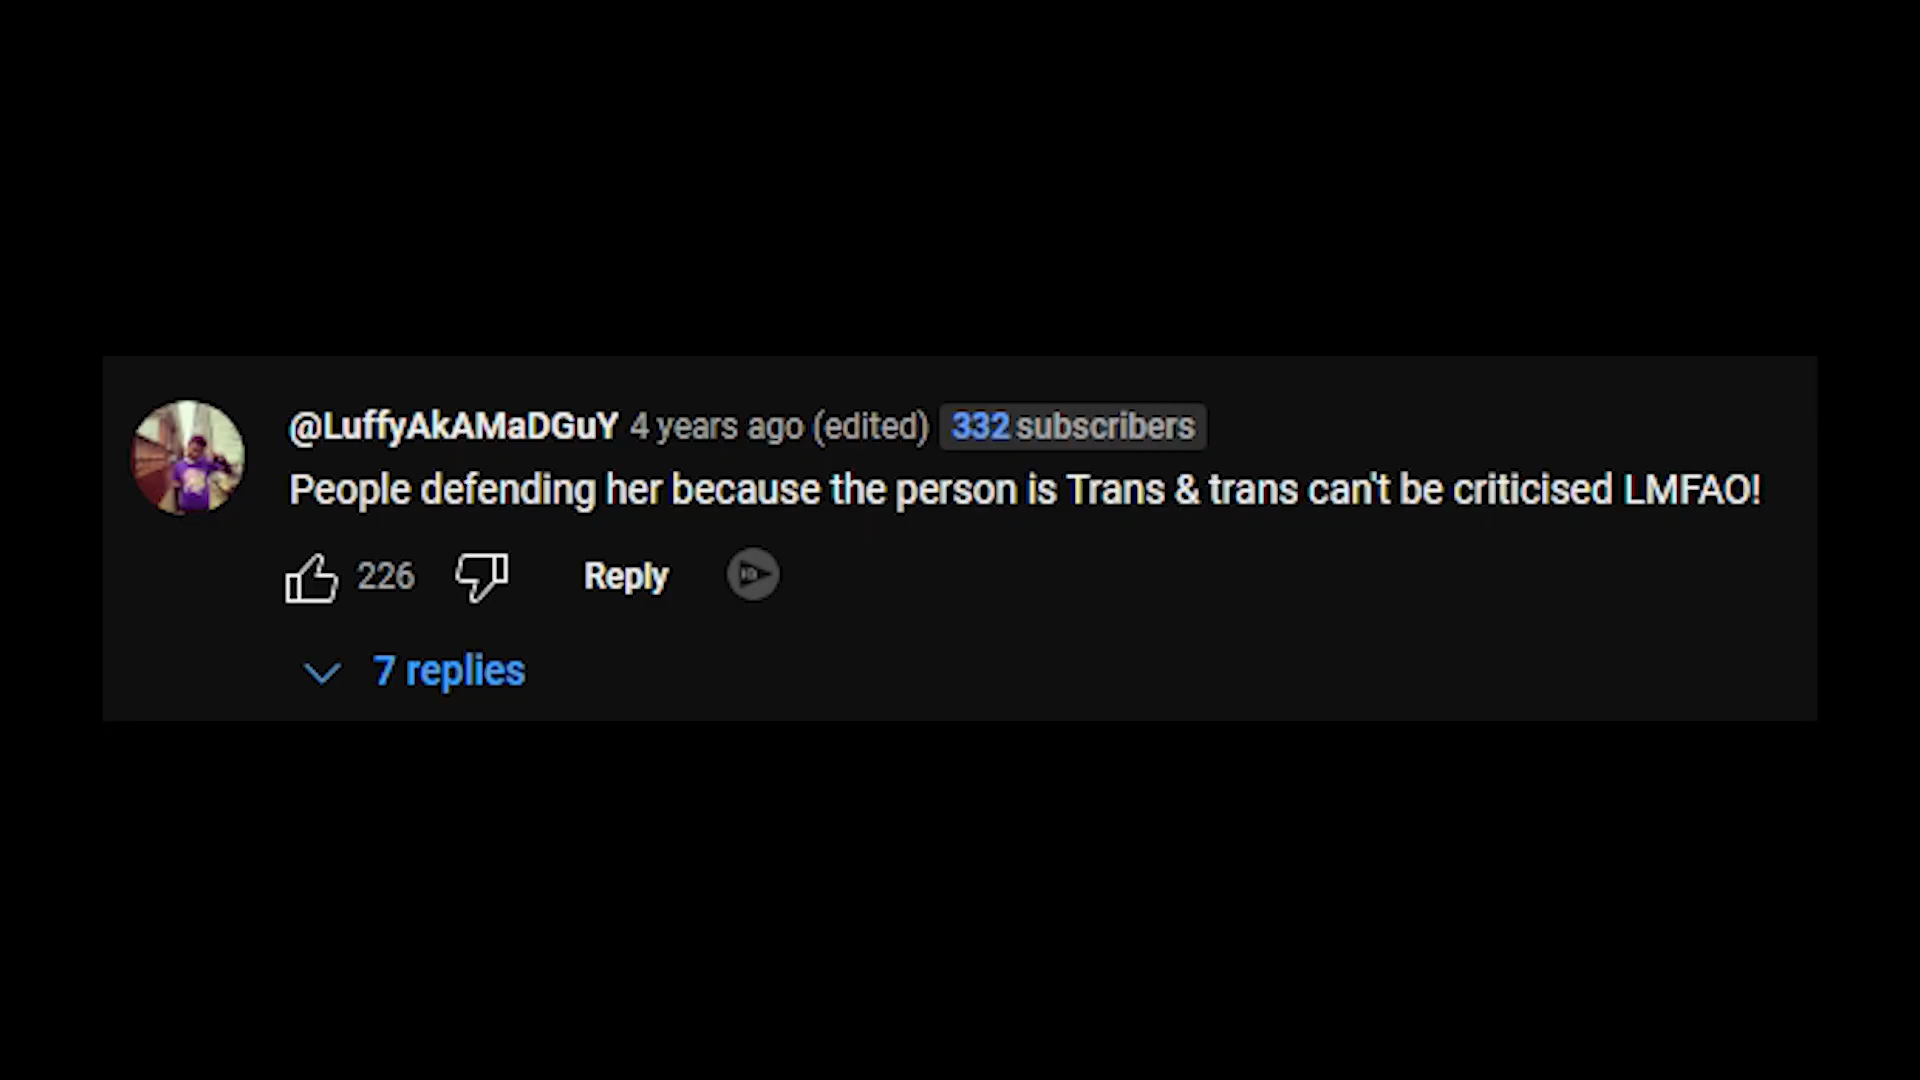 @LuffyAkAMaDGuY 4 years ago (edited) 332 subscribers
People defending her because the person is Trans & trans can't be criticised LMFAO!
226 Reply
7 replies